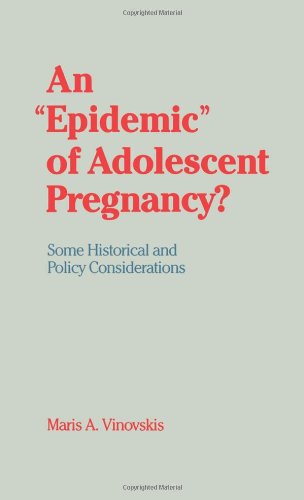 An
“Epidemic”
of Adolescent
Pregnancy?
Some Historical and
Policy Considerations
Maris A. Vinovskis